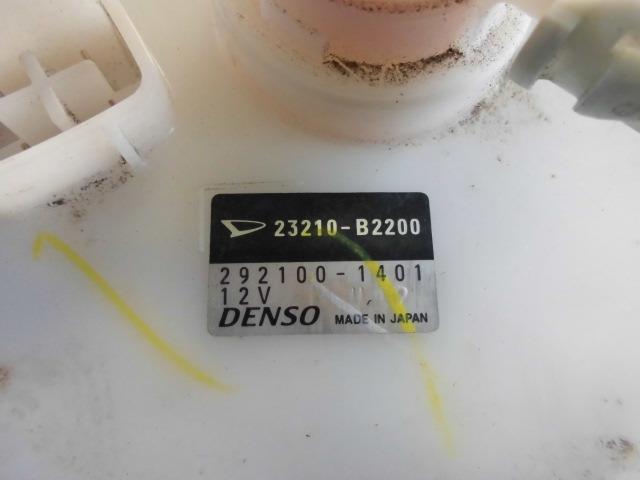 23210-B2200
292100-1401
12V
DENSO MADE IN JAPAN